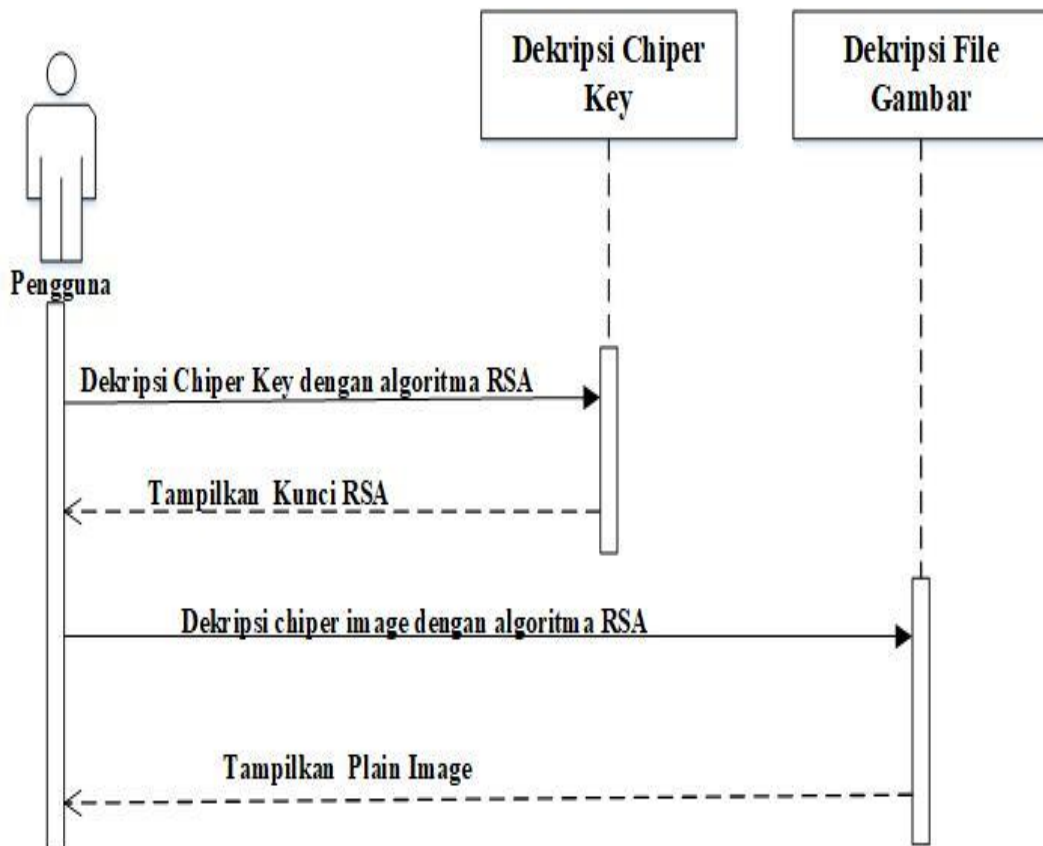 Dekripsi Chiper
Key
Dekripsi File
Gambar
Pengguna
Dekripsi Chiper Key dengan algoritma RSA
Tampilkan Kunci RSA
Dekripsi chiper image dengan algoritma RSA
Tampilkan Plain Image